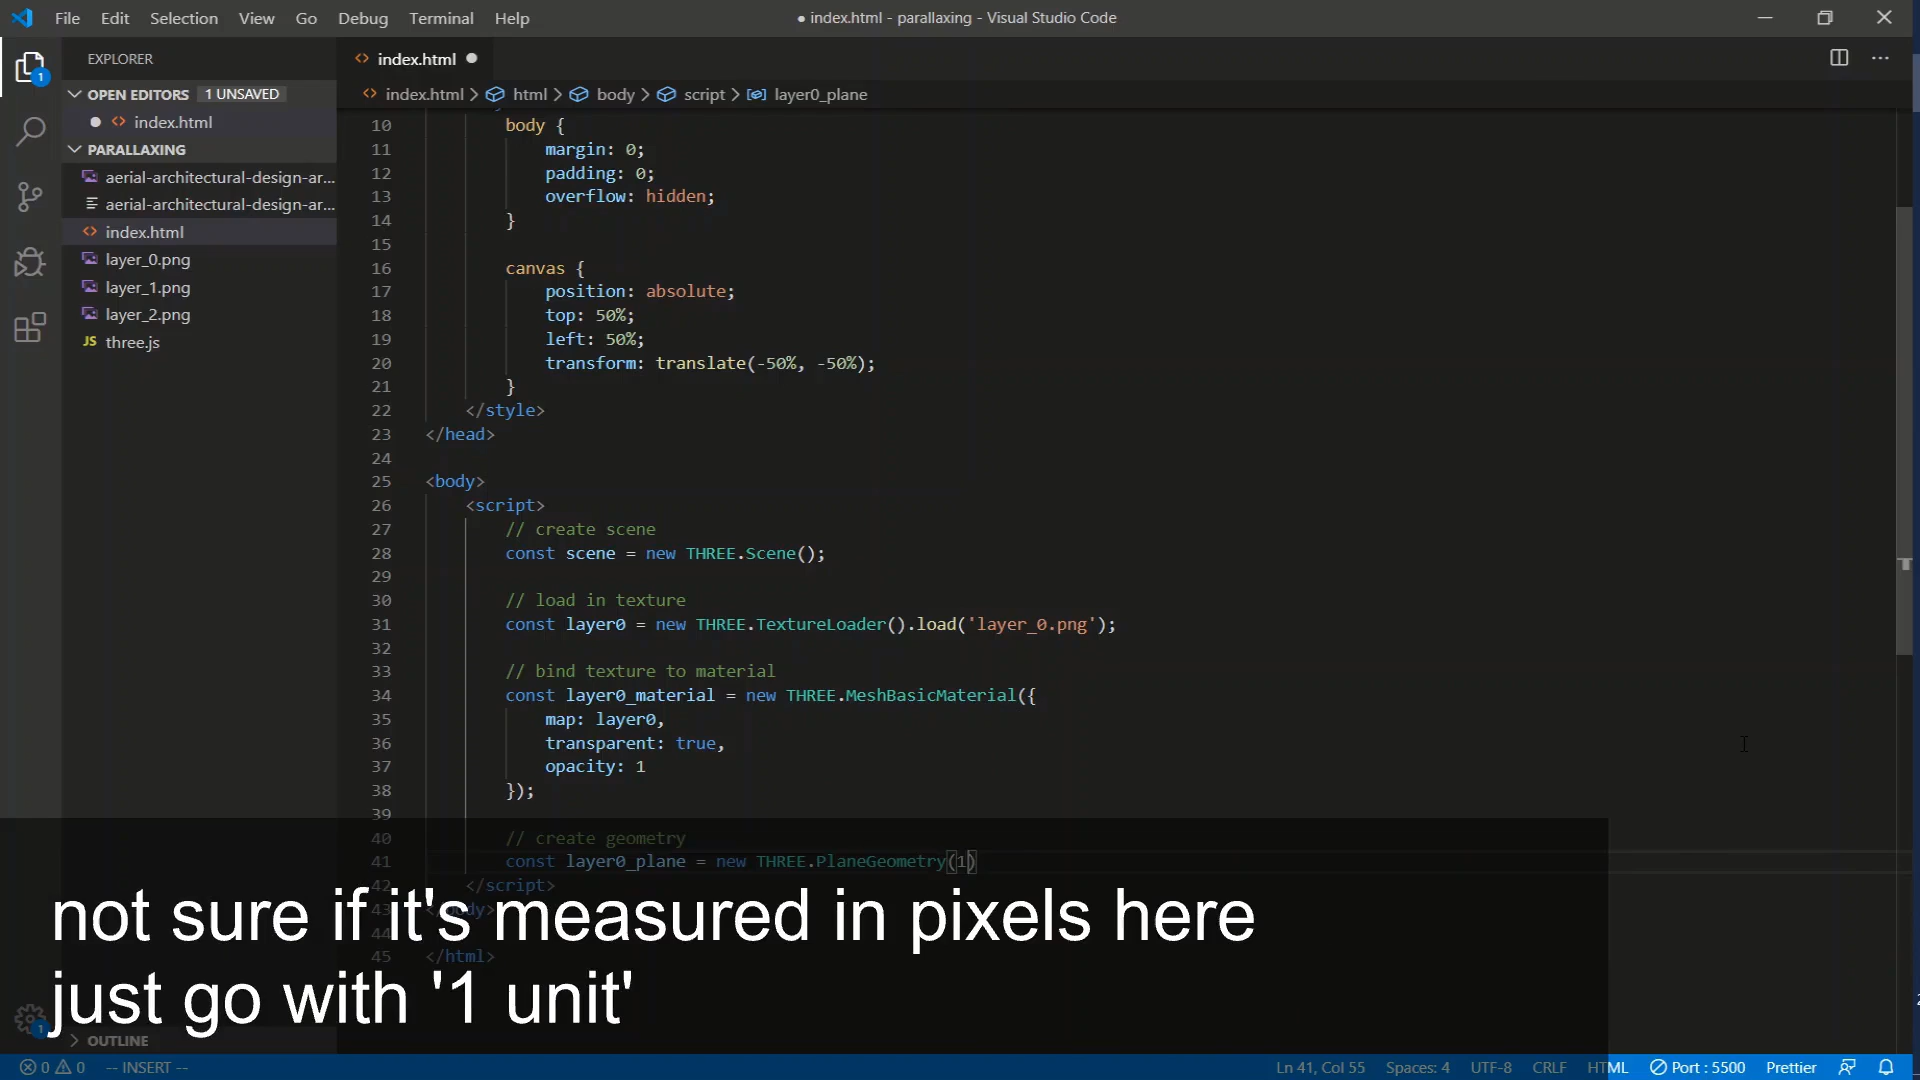 File Edit Selection View Go Debug Terminal Help
● index.html - parallaxing - Visual Studio Code
EXPLORER
OPEN EDITORS 1 UNSAVED
index.html
PARALLAXING
aerial-architectural-design-ar...
aerial-architectural-design-ar...
index.html
layer_0.png
layer_1.png
layer_2.png
JS three.js
OUTLINE
1
1
index.html
index.html > html > body > script > layer0_plane
10 body {
11 margin: 0;
12 padding: 0;
13 overflow: hidden;
14 }
15
16 canvas {
17 position: absolute;
18 top: 50%;
19 left: 50%;
20 transform: translate(-50%, -50%);
21 }
22 </style>
23 </head>
24
25 <body>
26 <script>
27 // create scene
28 const scene = new THREE.Scene();
29
30 // load in texture
31 const layer0 = new THREE.TextureLoader().load('layer_0.png');
32
33 // bind texture to material
34 const layer0_material = new THREE.MeshBasicMaterial({
35 map: layer0,
36 transparent: true,
37 opacity: 1
38 });
39
40 // create geometry
41 const layer0_plane = new THREE.PlaneGeometry(1)
42 </script>
43 </body>
44
45 </html>
not sure if it's measured in pixels here
just go with '1 unit'
0 0 -- INSERT --
Ln 41, Col 55 Spaces: 4 UTF-8 CRLF HTML Port : 5500 Prettier